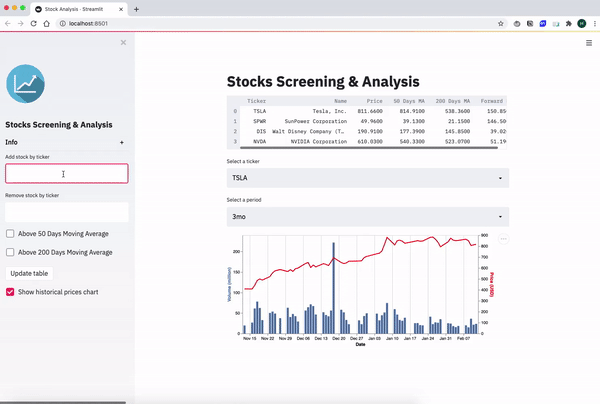 Stock Analysis · Streamlit
localhost:8501
Stocks Screening & Analysis
Info
Add stock by ticker
Remove stock by ticker
Above 50 Days Moving Average
Above 200 Days Moving Average
Update table
Show historical prices chart
Stocks Screening & Analysis
Ticker Name Price 50 Days MA 200 Days MA Forward
0 TSLA Tesla, Inc. 811.6600 814.9100 538.3600 150.85
1 SPWR SunPower Corporation 49.9600 39.1300 21.1500 146.50
2 DIS Walt Disney Company (T… 190.9100 177.3900 145.8500 39.02
3 NVDA NVIDIA Corporation 610.0300 540.3300 523.0700 51.19
Select a ticker
TSLA
Select a period
3mo
Volume (million)
200
150
100
50
0
900
800
700
600
500
400
300
200
100
0
Price (USD)
Nov 15 Nov 22 Nov 29 Dec 06 Dec 13 Dec 20 Dec 27 Jan 03 Jan 10 Jan 17 Jan 24 Jan 31 Feb 07
Date